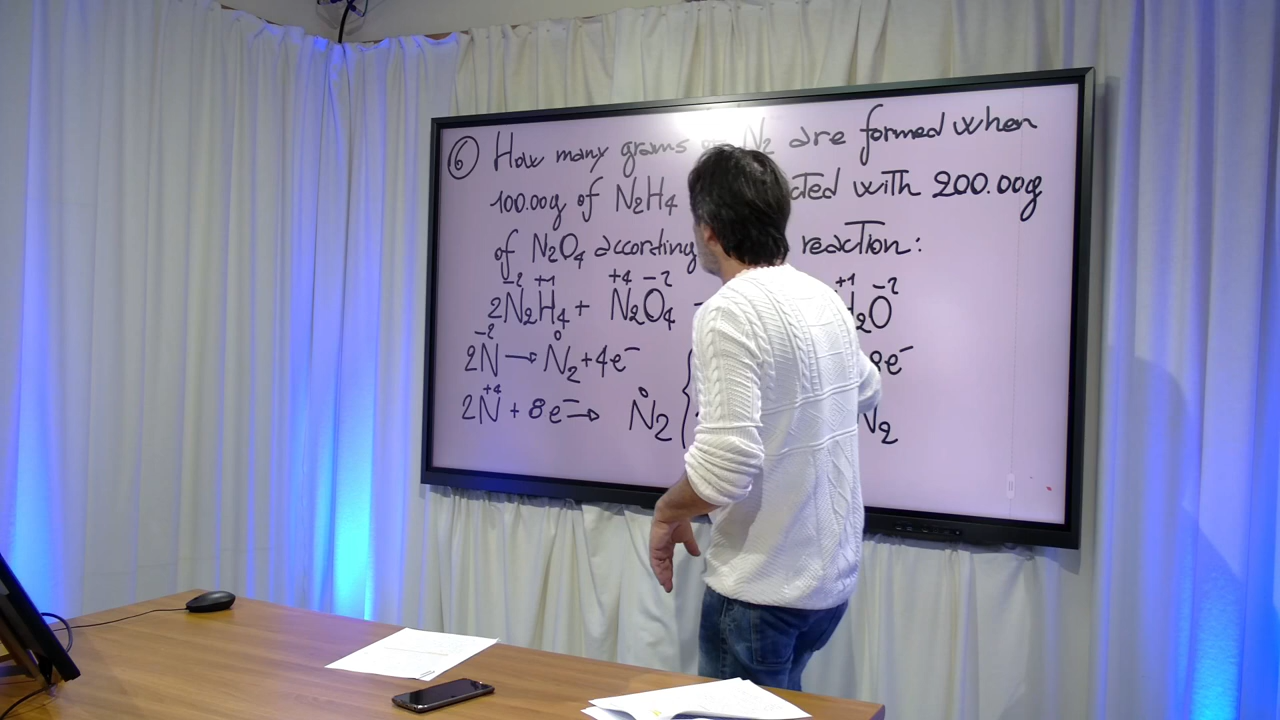 ⑥ How many grams N₂ are formed when
100.00g of N₂H₄ with 200.00g
of N₂O₄ according reaction:
-2 +1 +4 -2 +1 -2
2N₂H₄ + N₂O₄ ₂O
-2 0
2N → N₂ + 4e⁻ { 8e⁻
+4 0
2N + 8e⁻ → N₂ N₂